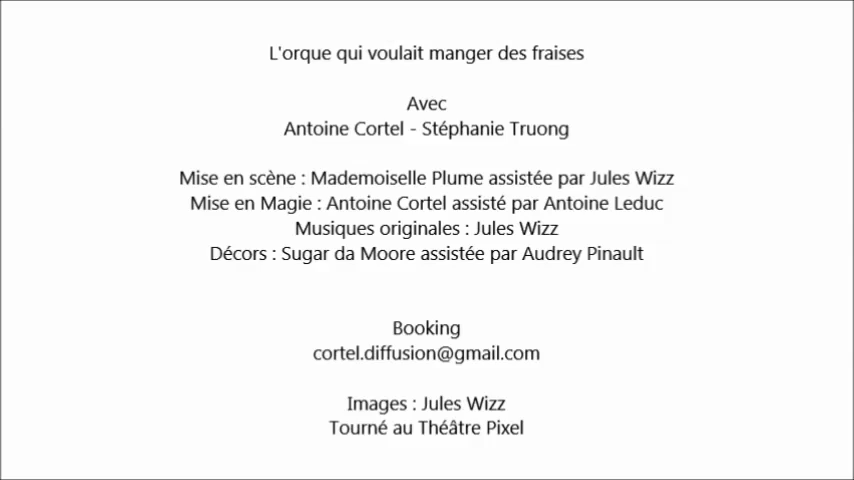 L'orque qui voulait manger des fraises
Avec
Antoine Cortel - Stéphanie Truong
Mise en scène : Mademoiselle Plume assistée par Jules Wizz
Mise en Magie : Antoine Cortel assisté par Antoine Leduc
Musiques originales : Jules Wizz
Décors : Sugar da Moore assistée par Audrey Pinault
Booking
cortel.diffusion@gmail.com
Images : Jules Wizz
Tourné au Théâtre Pixel